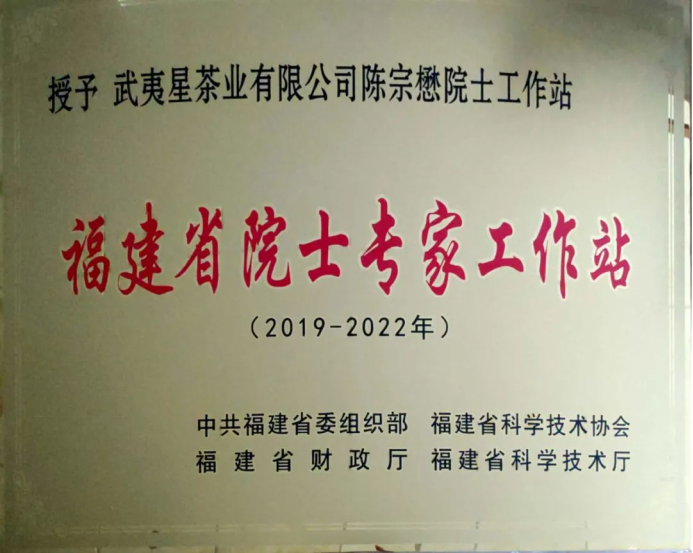 授予 武夷星茶业有限公司陈宗懋院士工作站
福建省院士专家工作站
（2019-2022年）
中共福建省委组织部 福建省科学技术协会
福建省财政厅 福建省科学技术厅